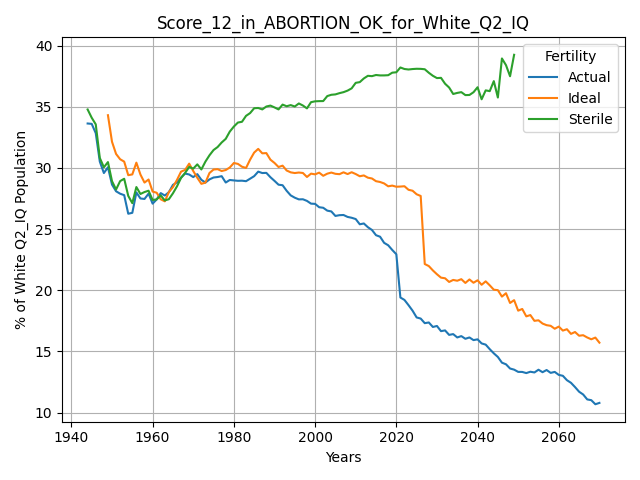 Score_12_in_ABORTION_OK_for_White_Q2_IQ
% of White Q2_IQ Population
40
35
30
25
20
15
10
Fertility
Actual
Ideal
Sterile
1940
1960
1980
2000
2020
2040
2060
Years